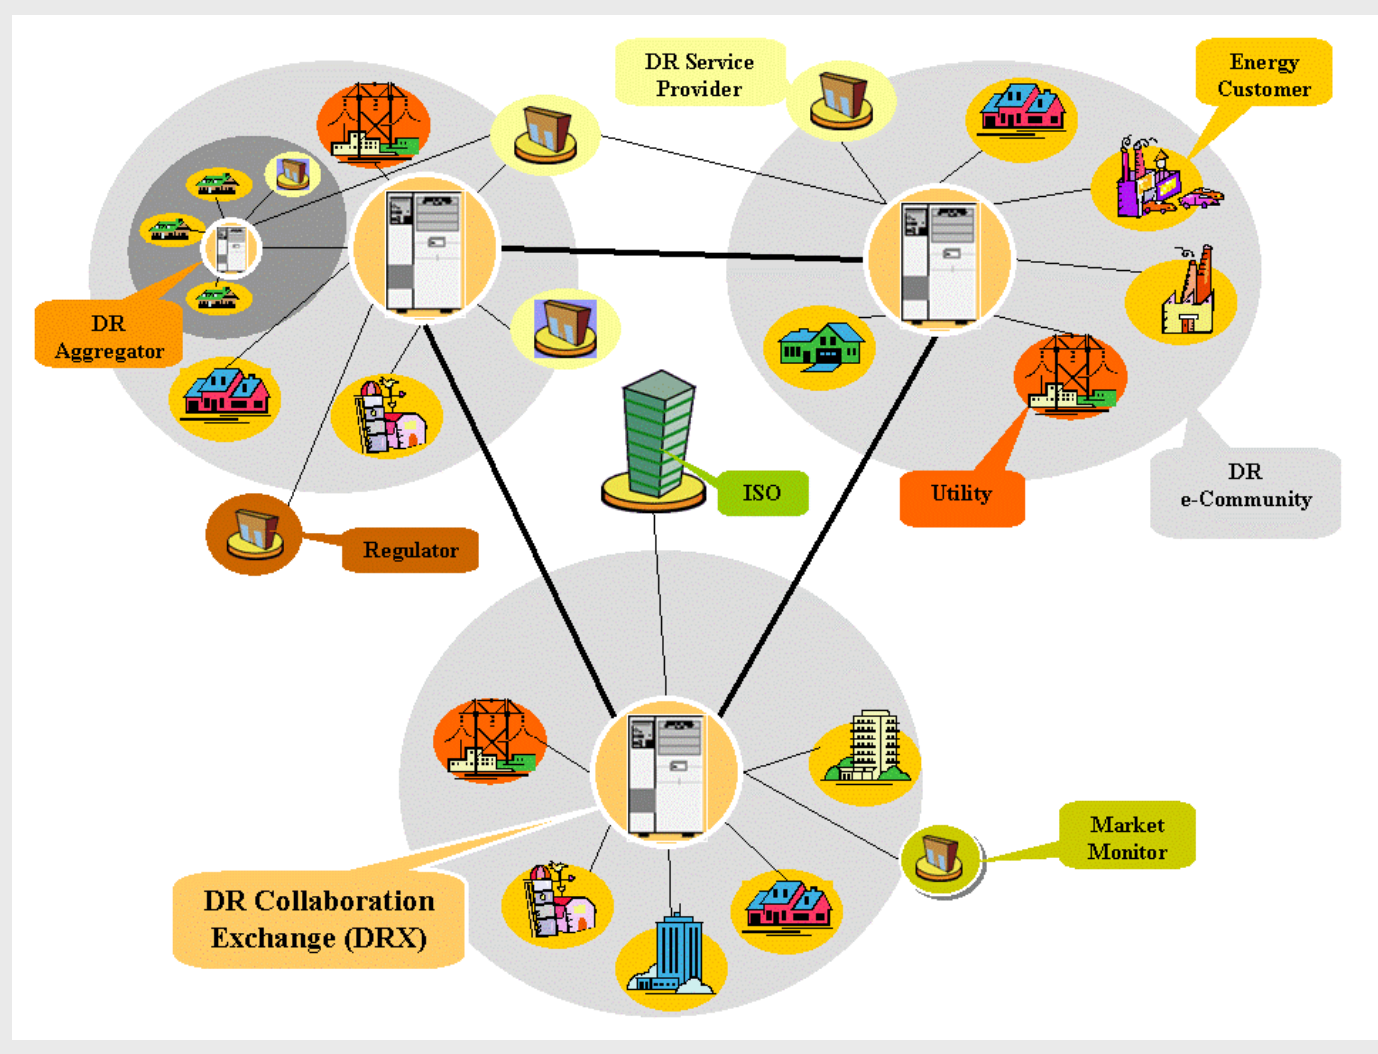 DR Service
Provider
Energy
Customer
DR
Aggregator
ISO
Utility
DR
e-Community
Regulator
Market
Monitor
DR Collaboration
Exchange (DRX)